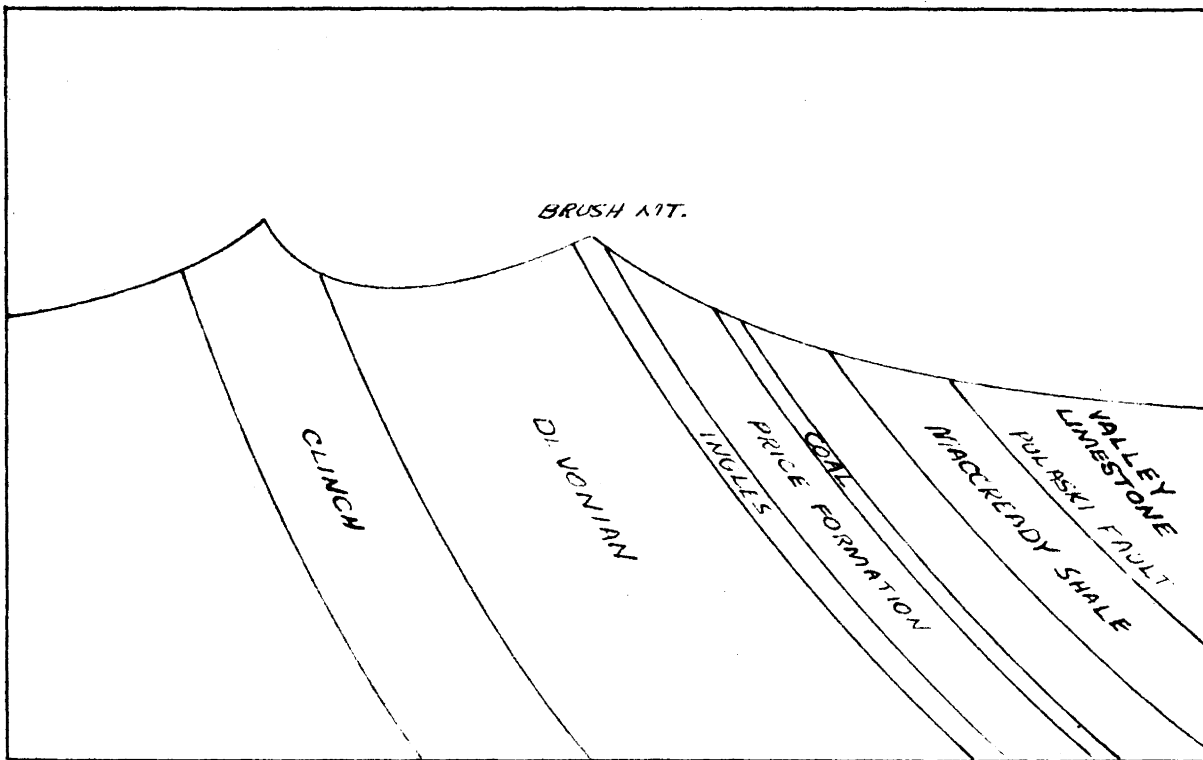 BRUSH MT.
CLINCH
DEVONIAN
INGLES
PRICE FORMATION
COAL
MACCREADY SHALE
PULASKI FAULT
VALLEY
LIMESTONE